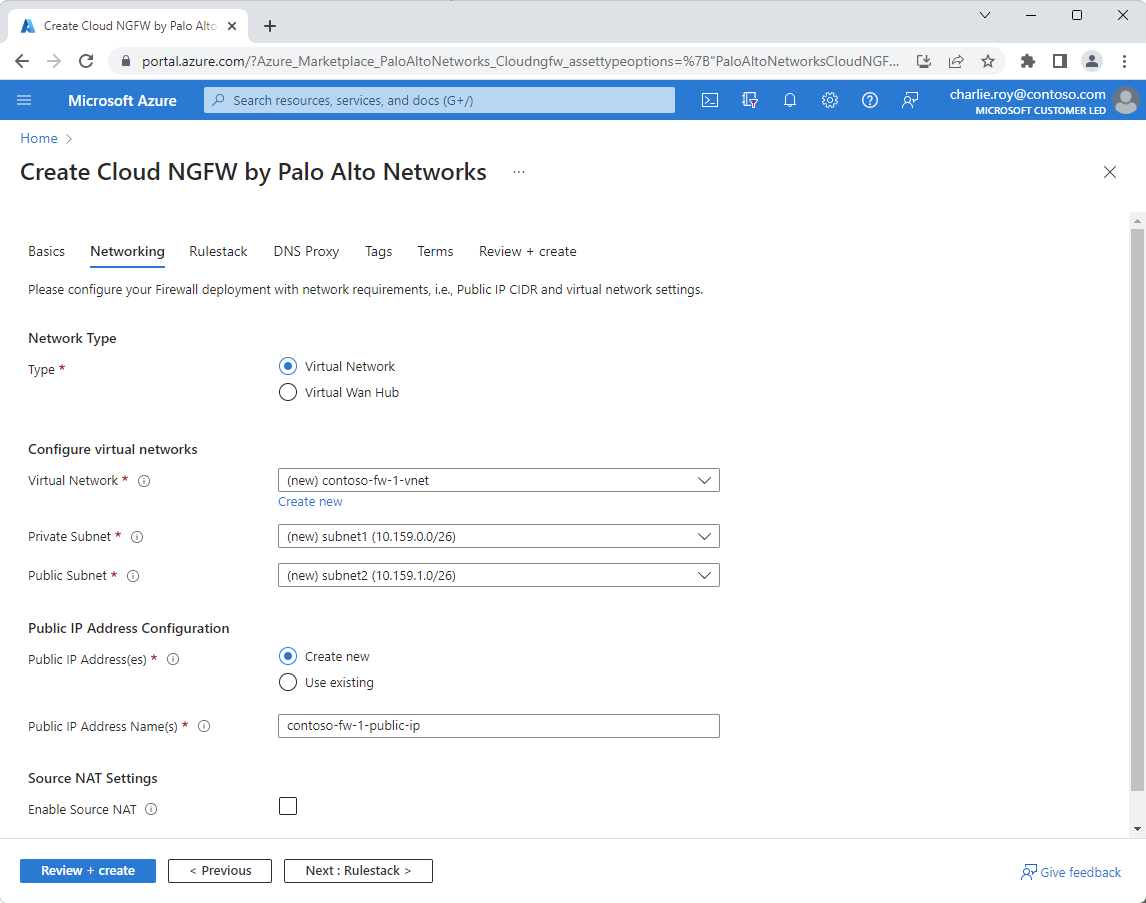 Create Cloud NGFW by Palo Alto
portal.azure.com/?Azure_Marketplace_PaloAltoNetworks_Cloudngfw_assettypeoptions=%7B"PaloAltoNetworksCloudNGF...
Microsoft Azure
Search resources, services, and docs (G+/)
charlie.roy@contoso.com
MICROSOFT CUSTOMER LED
Home >
Create Cloud NGFW by Palo Alto Networks ...
Basics Networking Rulestack DNS Proxy Tags Terms Review + create
Please configure your Firewall deployment with network requirements, i.e., Public IP CIDR and virtual network settings.
Network Type
Type *
Virtual Network
Virtual Wan Hub
Configure virtual networks
Virtual Network * (new) contoso-fw-1-vnet
Create new
Private Subnet * (new) subnet1 (10.159.0.0/26)
Public Subnet * (new) subnet2 (10.159.1.0/26)
Public IP Address Configuration
Public IP Address(es) * Create new
Use existing
Public IP Address Name(s) * contoso-fw-1-public-ip
Source NAT Settings
Enable Source NAT
Review + create < Previous Next : Rulestack > Give feedback